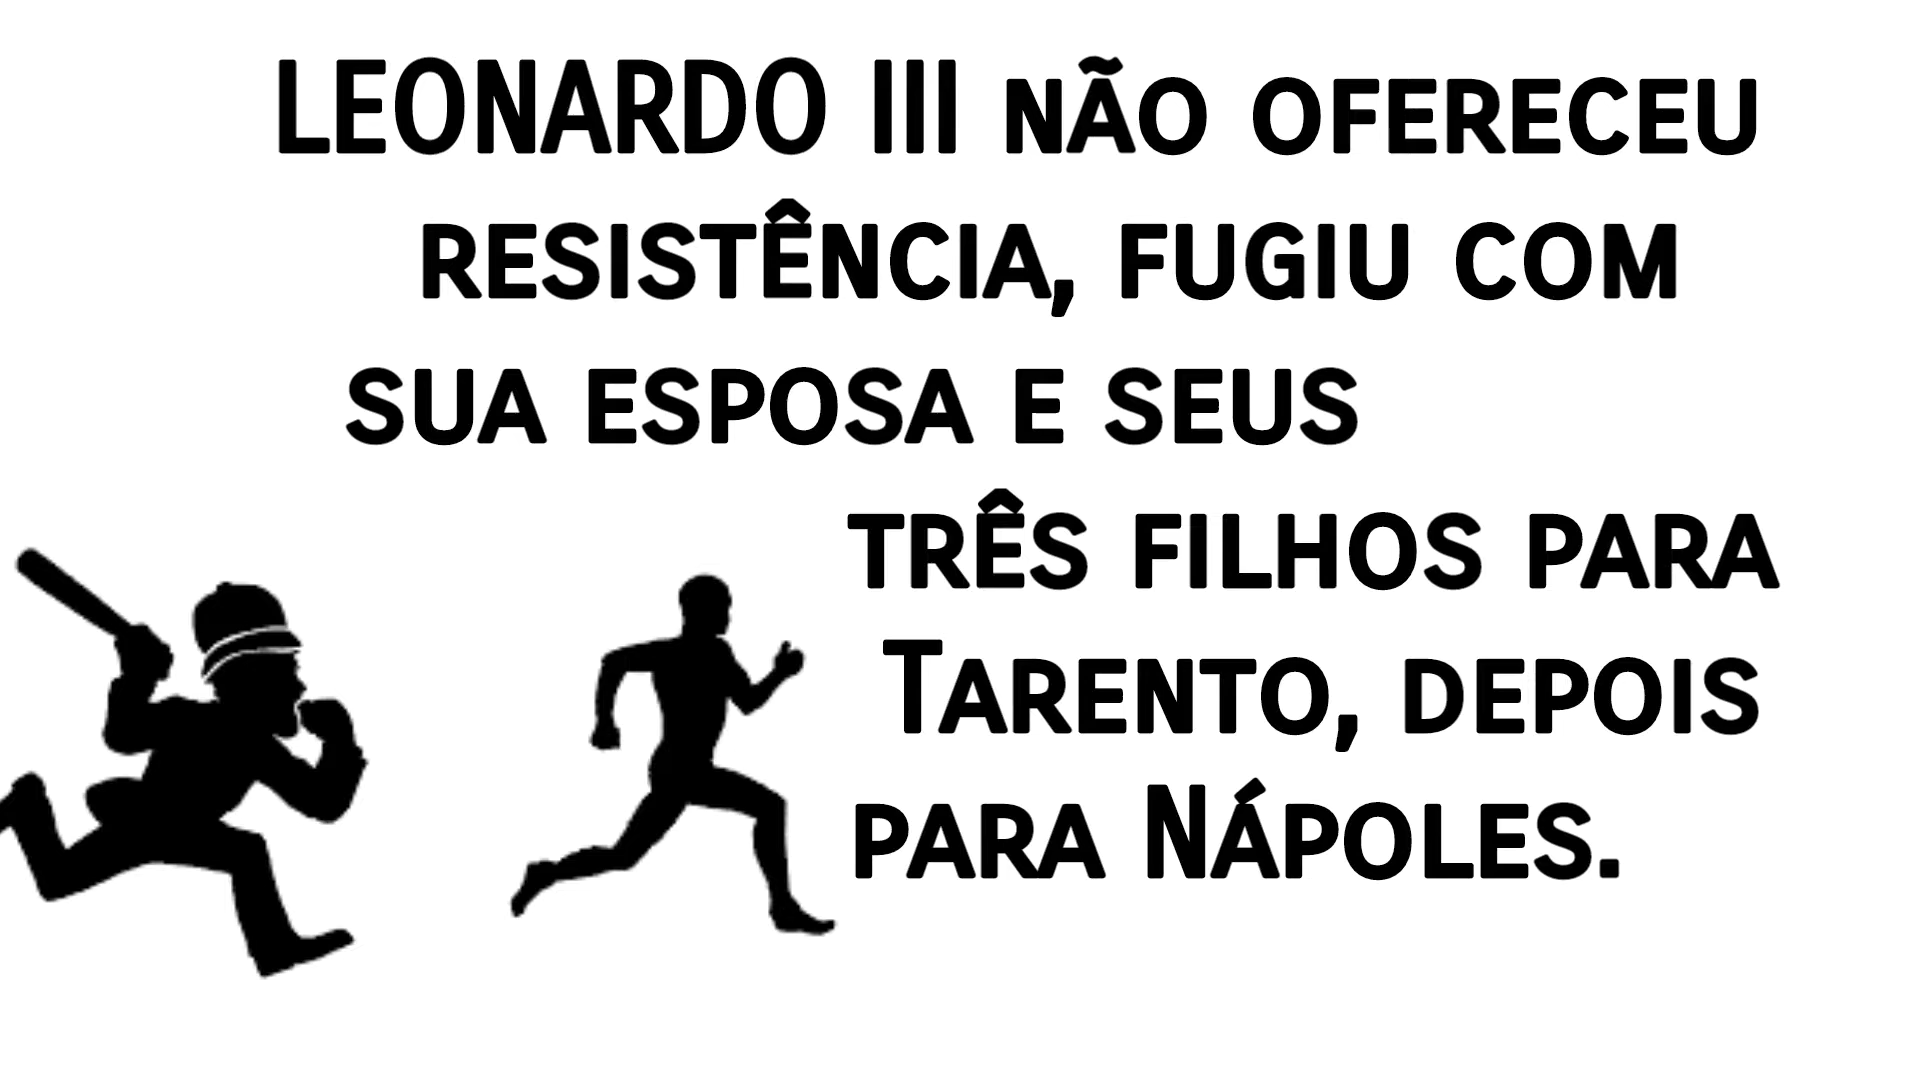 LEONARDO III não ofereceu
resistência, fugiu com
sua esposa e seus
três filhos para
Tarento, depois
para Nápoles.